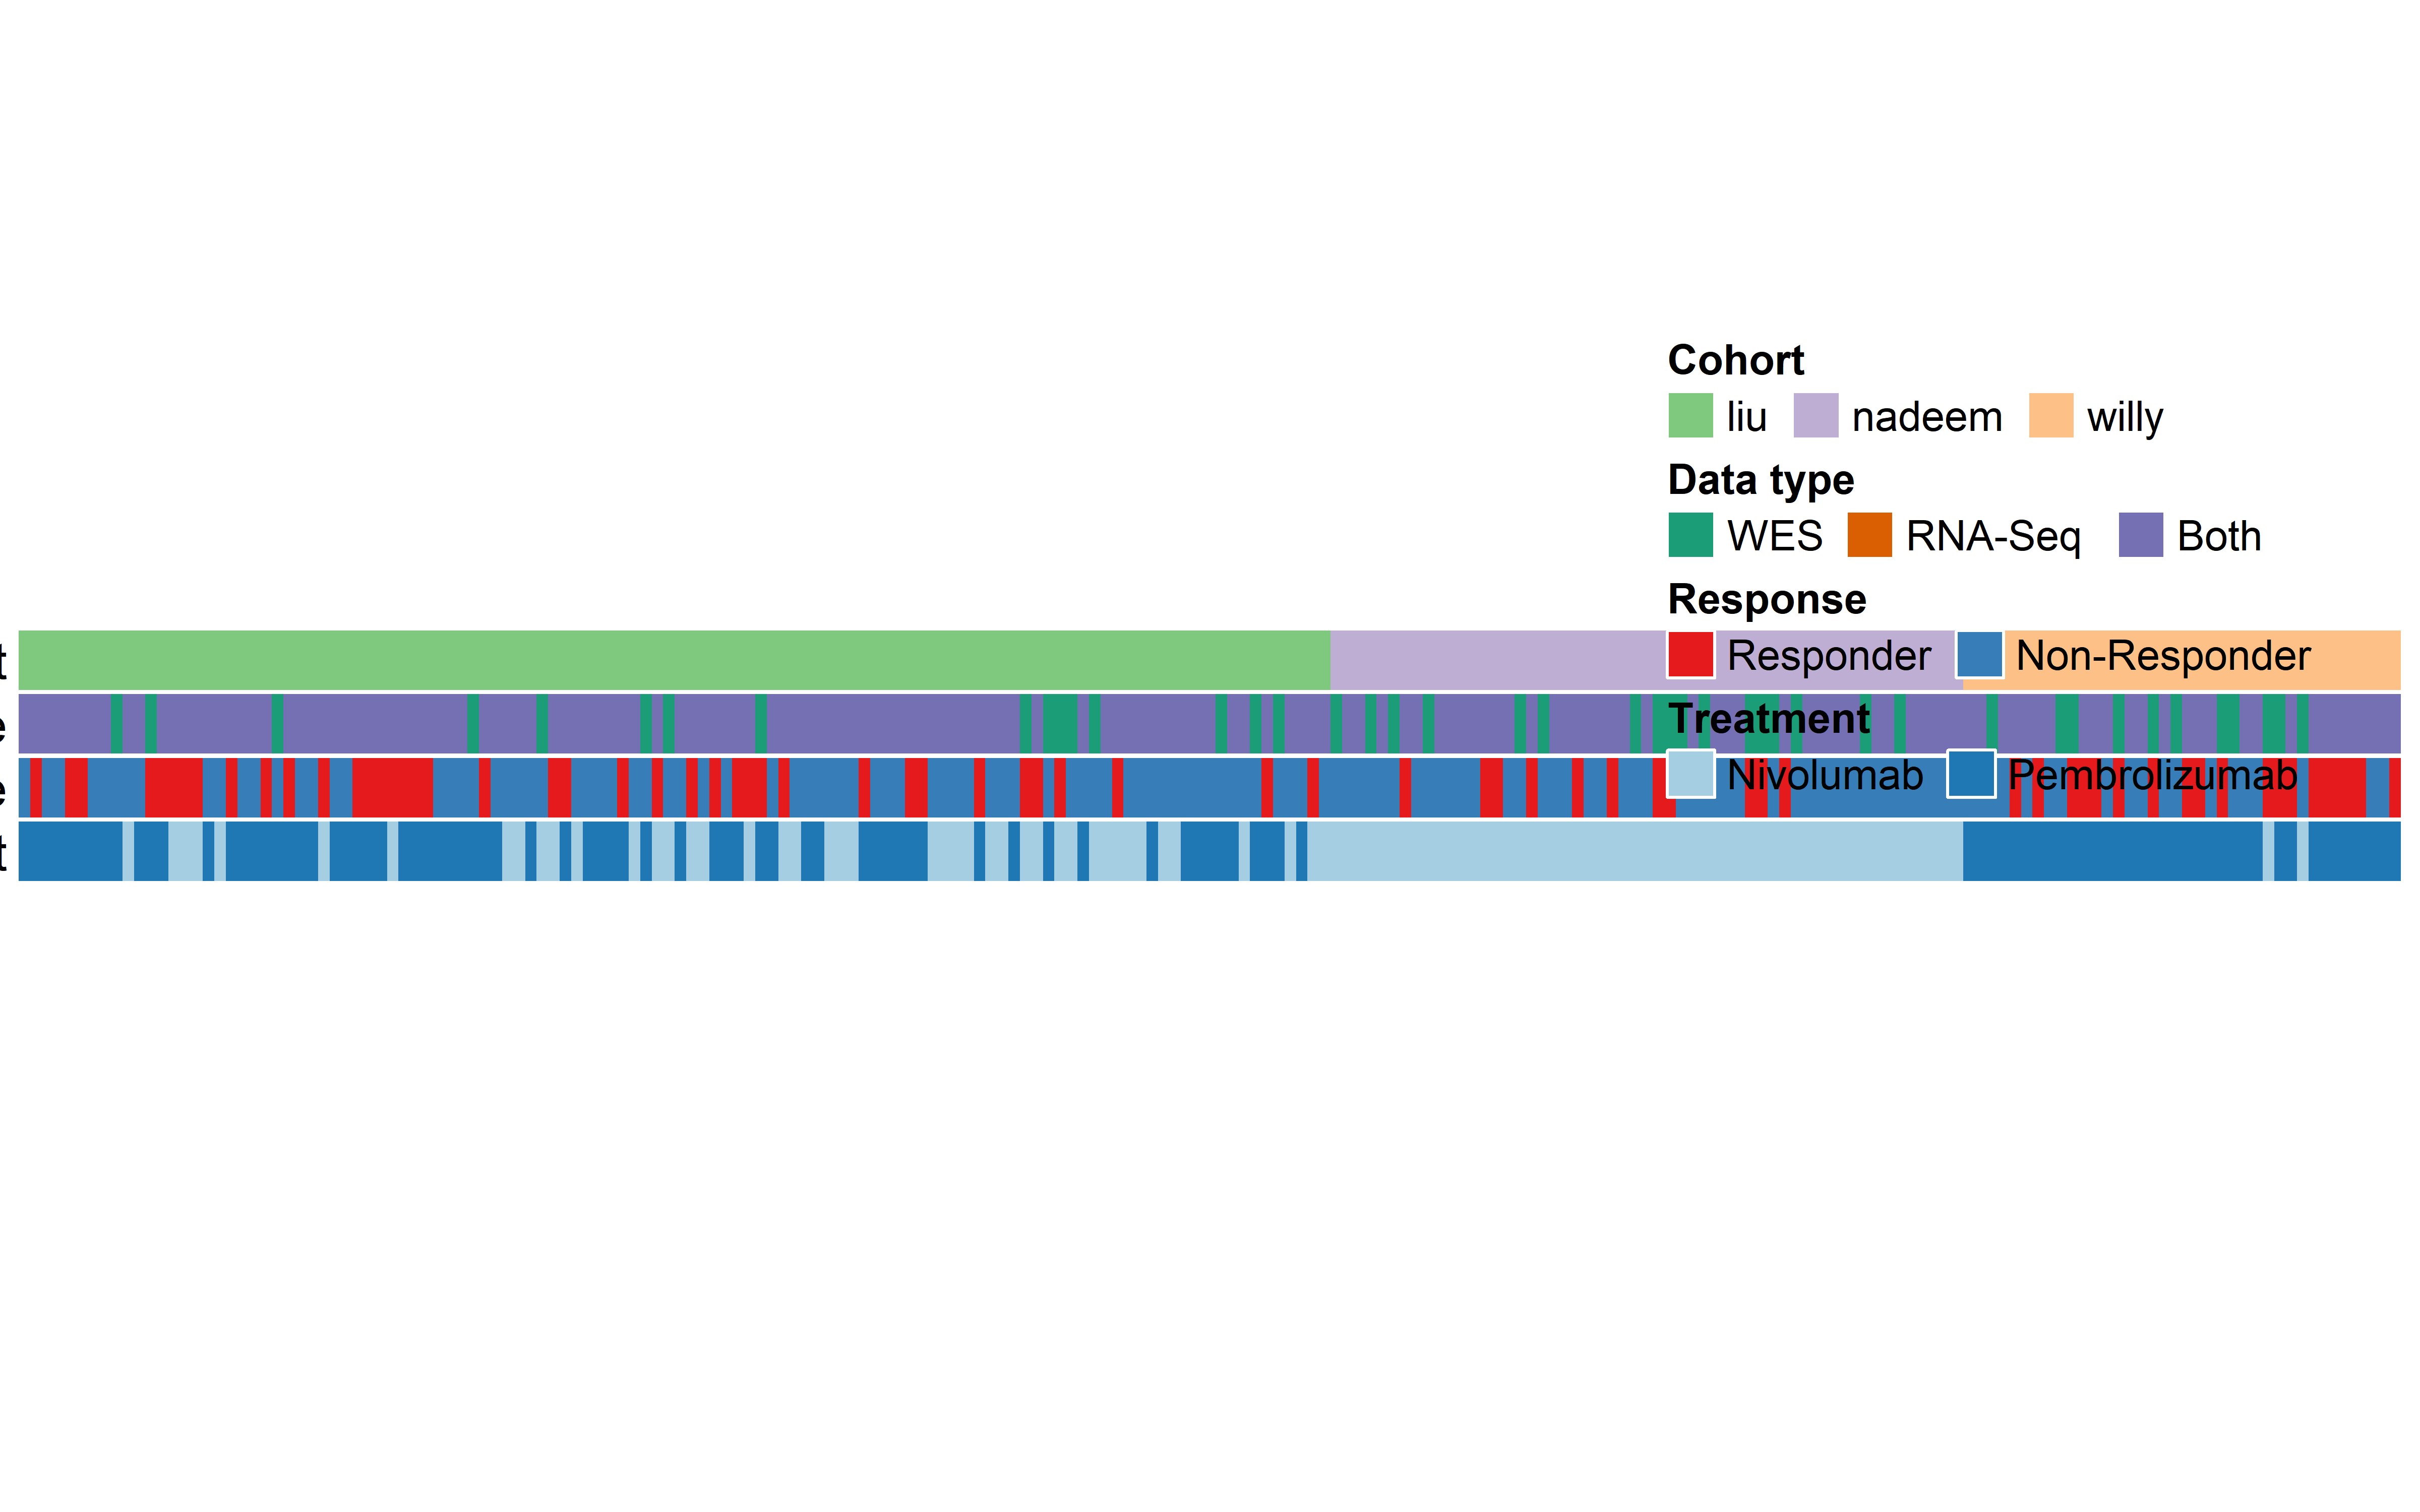 Cohort
liu nadeem willy
Data type
WES RNA-Seq Both
Response
Responder Non-Responder
Treatment
Nivolumab Pembrolizumab
t
e
e
t